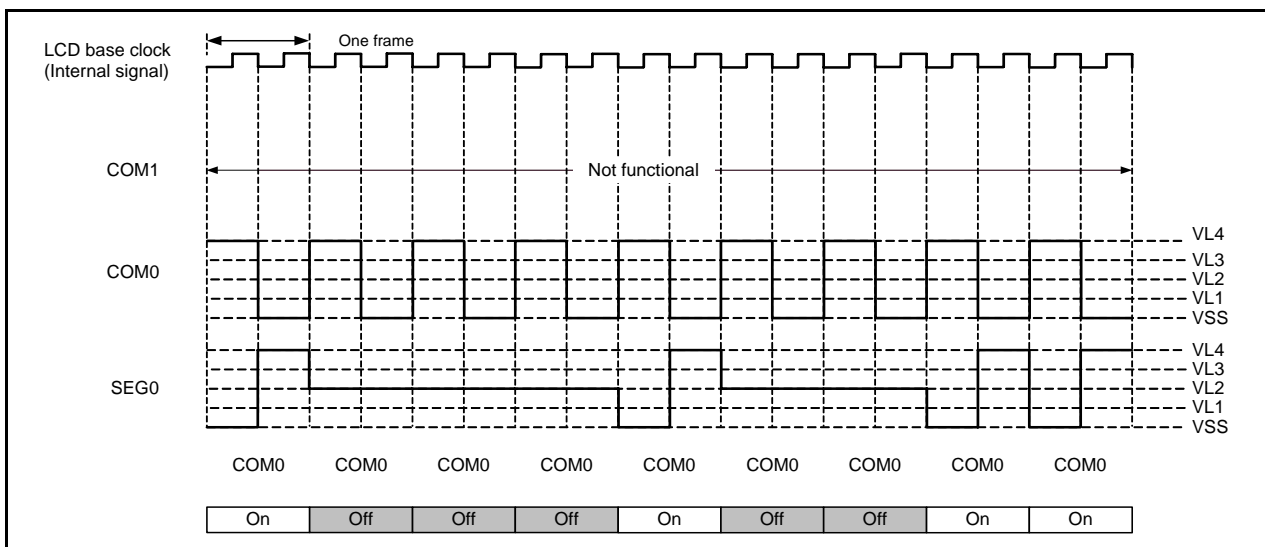 One frame
LCD base clock
(Internal signal)
COM1
Not functional
COM0
VL4
VL3
VL2
VL1
VSS
SEG0
VL4
VL3
VL2
VL1
VSS
COM0 COM0 COM0 COM0 COM0 COM0 COM0 COM0 COM0
On Off Off Off On Off Off On On